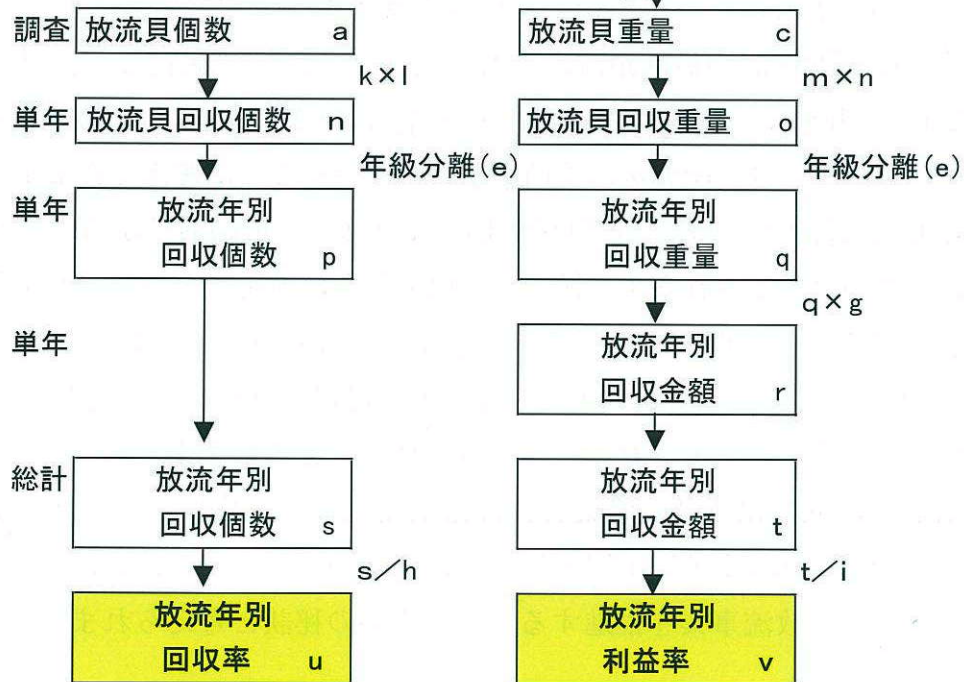 調査 放流貝個数 a 放流貝重量 c
k×l m×n
単年 放流貝回収個数 n 放流貝回収重量 o
年級分離(e) 年級分離(e)
単年 放流年別 放流年別
回収個数 p 回収重量 q
q×g
単年 放流年別
回収金額 r
総計 放流年別 放流年別
回収個数 s 回収金額 t
s/h t/i
放流年別 放流年別
回収率 u 利益率 v